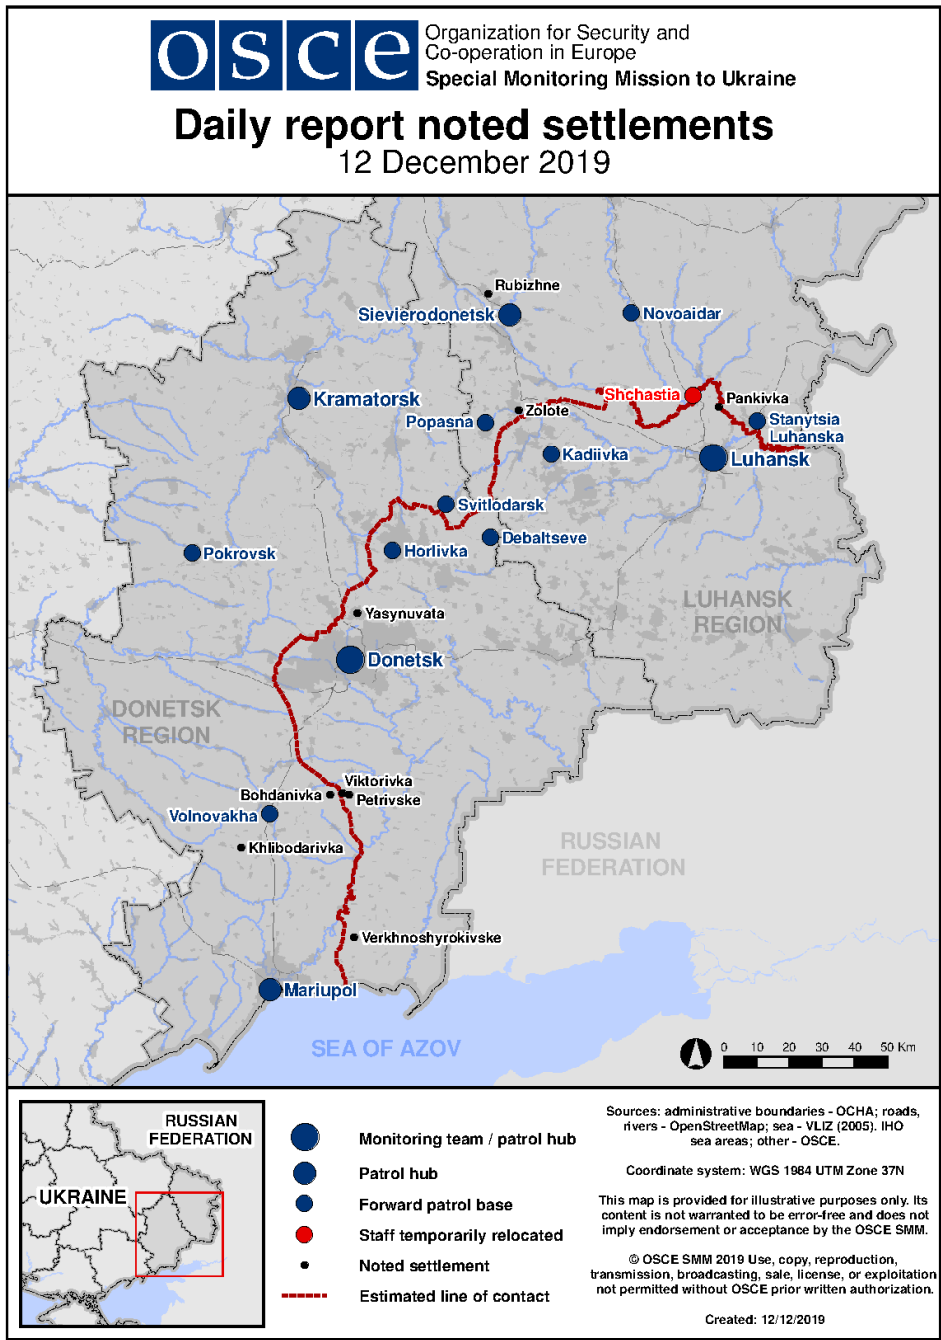 osce
Organization for Security and
Co-operation in Europe
Special Monitoring Mission to Ukraine
Daily report noted settlements
12 December 2019
Rubizhne
Sievierodonetsk
Novoaidar
Kramatorsk
Shchastia
Pankivka
Popasna
Zolote
Stanytsia
Luhanska
Kadiivka
Luhansk
Svitlodarsk
Debaltseve
Pokrovsk
Horlivka
LUHANSK
REGION
Yasynuvata
Donetsk
DONETSK
REGION
Viktorivka
Bohdanivka
Petrivske
Volnovakha
Khlibodarivka
RUSSIAN
FEDERATION
Verkhnoshyrokivske
Mariupol
SEA OF AZOV
0 10 20 30 40 50 Km
RUSSIAN
FEDERATION
UKRAINE
Monitoring team / patrol hub
Patrol hub
Forward patrol base
Staff temporarily relocated
Noted settlement
Estimated line of contact
Sources: administrative boundaries - OCHA; roads,
rivers - OpenStreetMap; sea - VLIZ (2005). IHO
sea areas; other - OSCE.
Coordinate system: WGS 1984 UTM Zone 37N
This map is provided for illustrative purposes only. Its
content is not warranted to be error-free and does not
imply endorsement or acceptance by the OSCE SMM.
© OSCE SMM 2019 Use, copy, reproduction,
transmission, broadcasting, sale, license, or exploitation
not permitted without OSCE prior written authorization.
Created: 12/12/2019